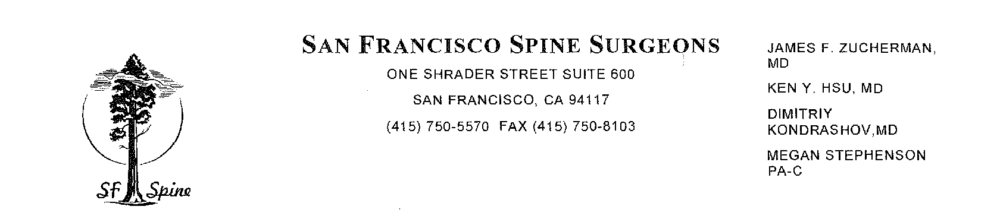 SAN FRANCISCO SPINE SURGEONS
ONE SHRADER STREET SUITE 600
SAN FRANCISCO, CA 94117
(415) 750-5570 FAX (415) 750-8103
JAMES F. ZUCHERMAN,
MD
KEN Y. HSU, MD
DIMITRIY
KONDRASHOV,MD
MEGAN STEPHENSON
PA-C
SF Spine